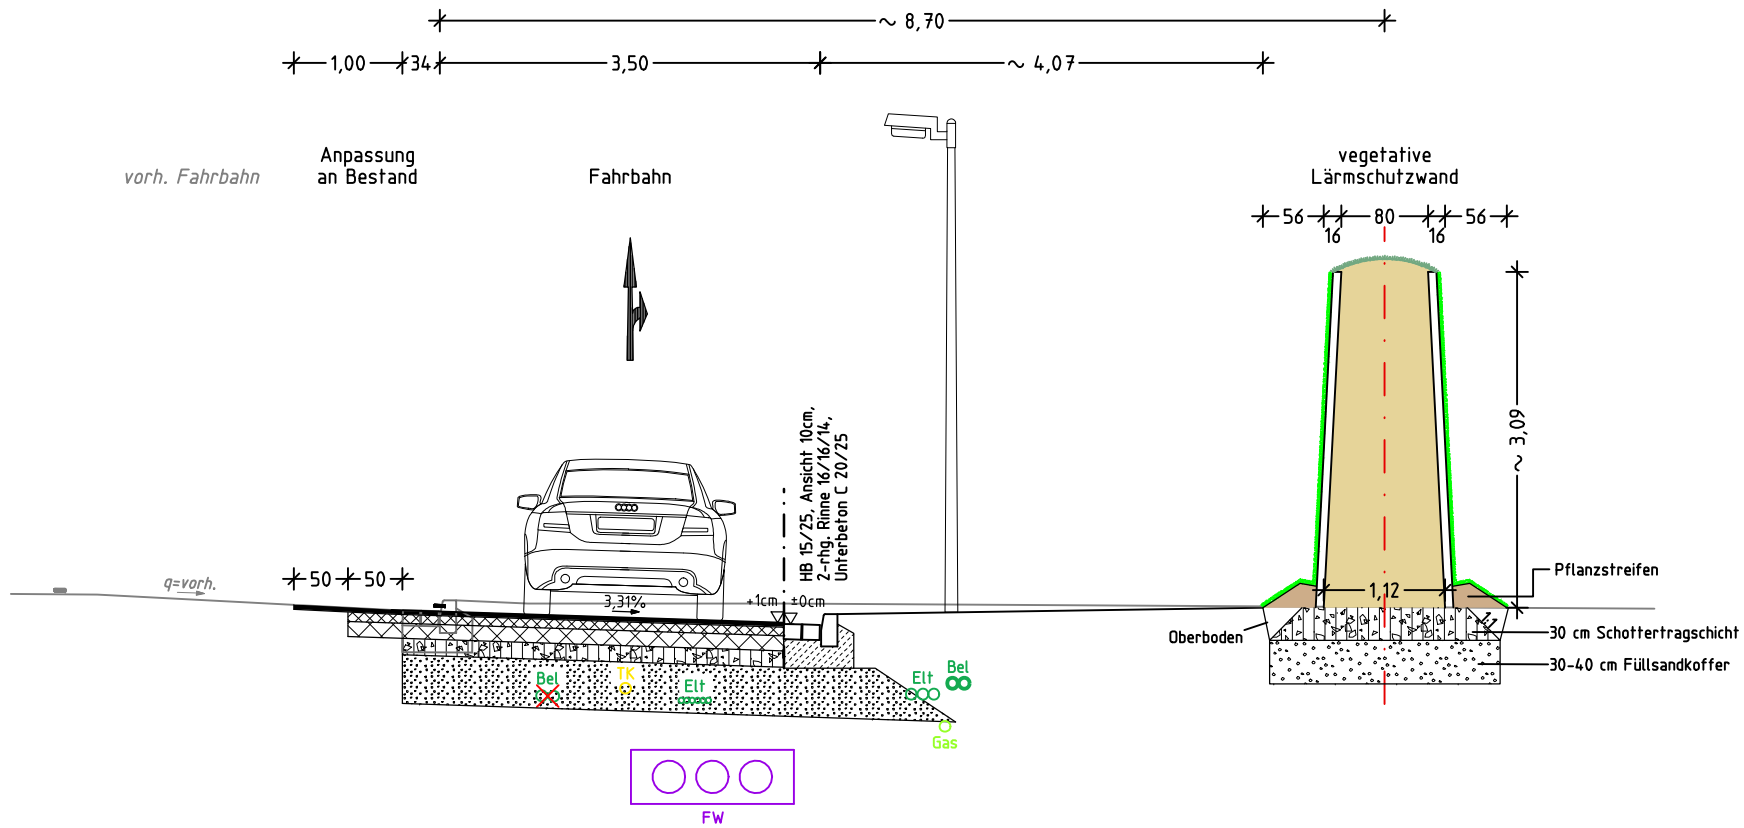 ~ 8,70
1,00
34
3,50
~ 4,07
vorh. Fahrbahn
Anpassung
an Bestand
Fahrbahn
vegetative
Lärmschutzwand
56
80
56
16
16
~ 3,09
HB 15/25, Ansicht 10cm,
2-rhg. Rinne 16/16/14,
Unterbeton C 20/25
q=vorh.
50
50
3,31%
+1cm
±0cm
1,12
1:1
Pflanzstreifen
Oberboden
30 cm Schottertragschicht
30-40 cm Füllsandkoffer
Bel
TK
Elt
Elt
Bel
Gas
FW